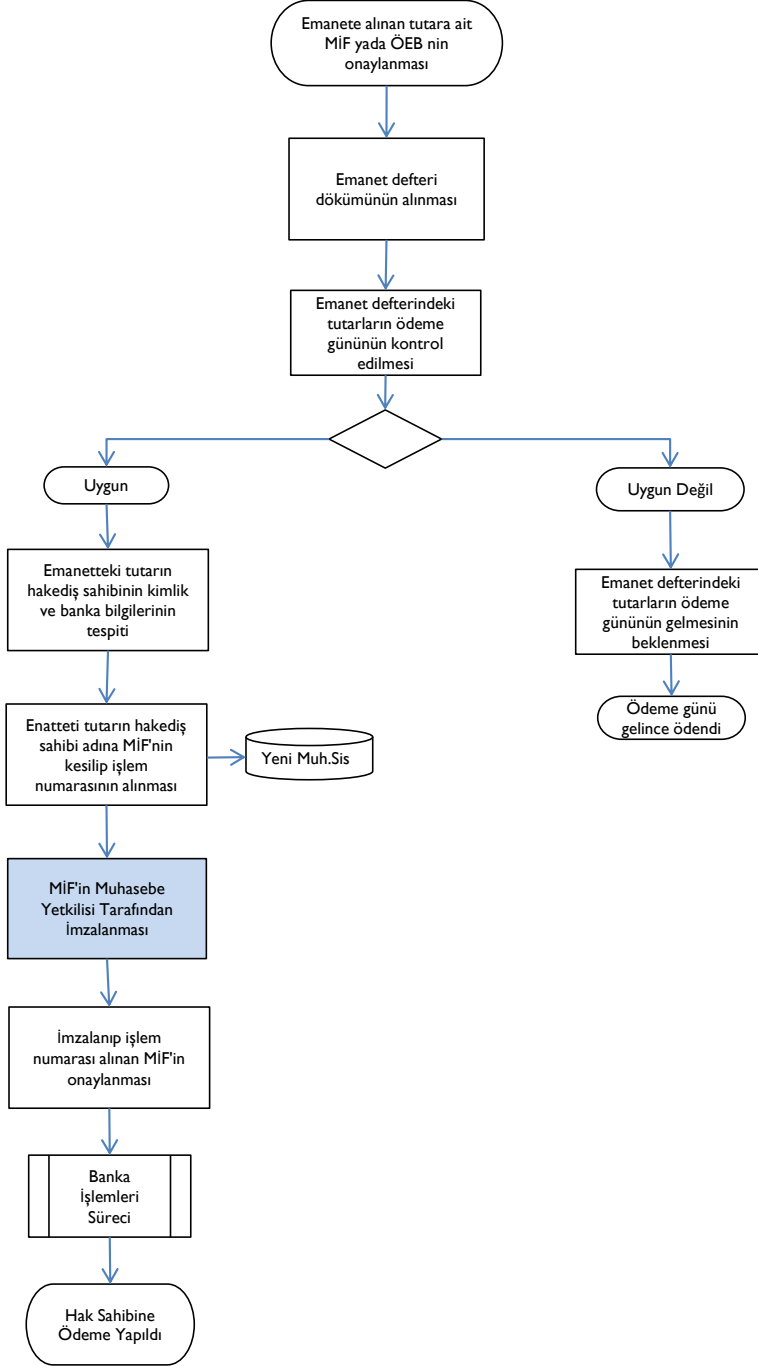 Emanete alınan tutara ait
MİF yada ÖEB nin
onaylanması
Emanet defteri
dökümünün alınması
Emanet defterindeki
tutarların ödeme
gününün kontrol
edilmesi
Uygun
Uygun Değil
Emanetteki tutarın
hakediş sahibinin kimlik
ve banka bilgilerinin
tespiti
Emanet defterindeki
tutarların ödeme
gününün gelmesinin
beklenmesi
Enatteti tutarın hakediş
sahibi adına MİF'nin
kesilip işlem
numarasının alınması
Yeni Muh.Sis
Ödeme günü
gelince ödendi
MİF'in Muhasebe
Yetkilisi Tarafından
İmzalanması
İmzalanıp işlem
numarası alınan MİF'in
onaylanması
Banka
İşlemleri
Süreci
Hak Sahibine
Ödeme Yapıldı